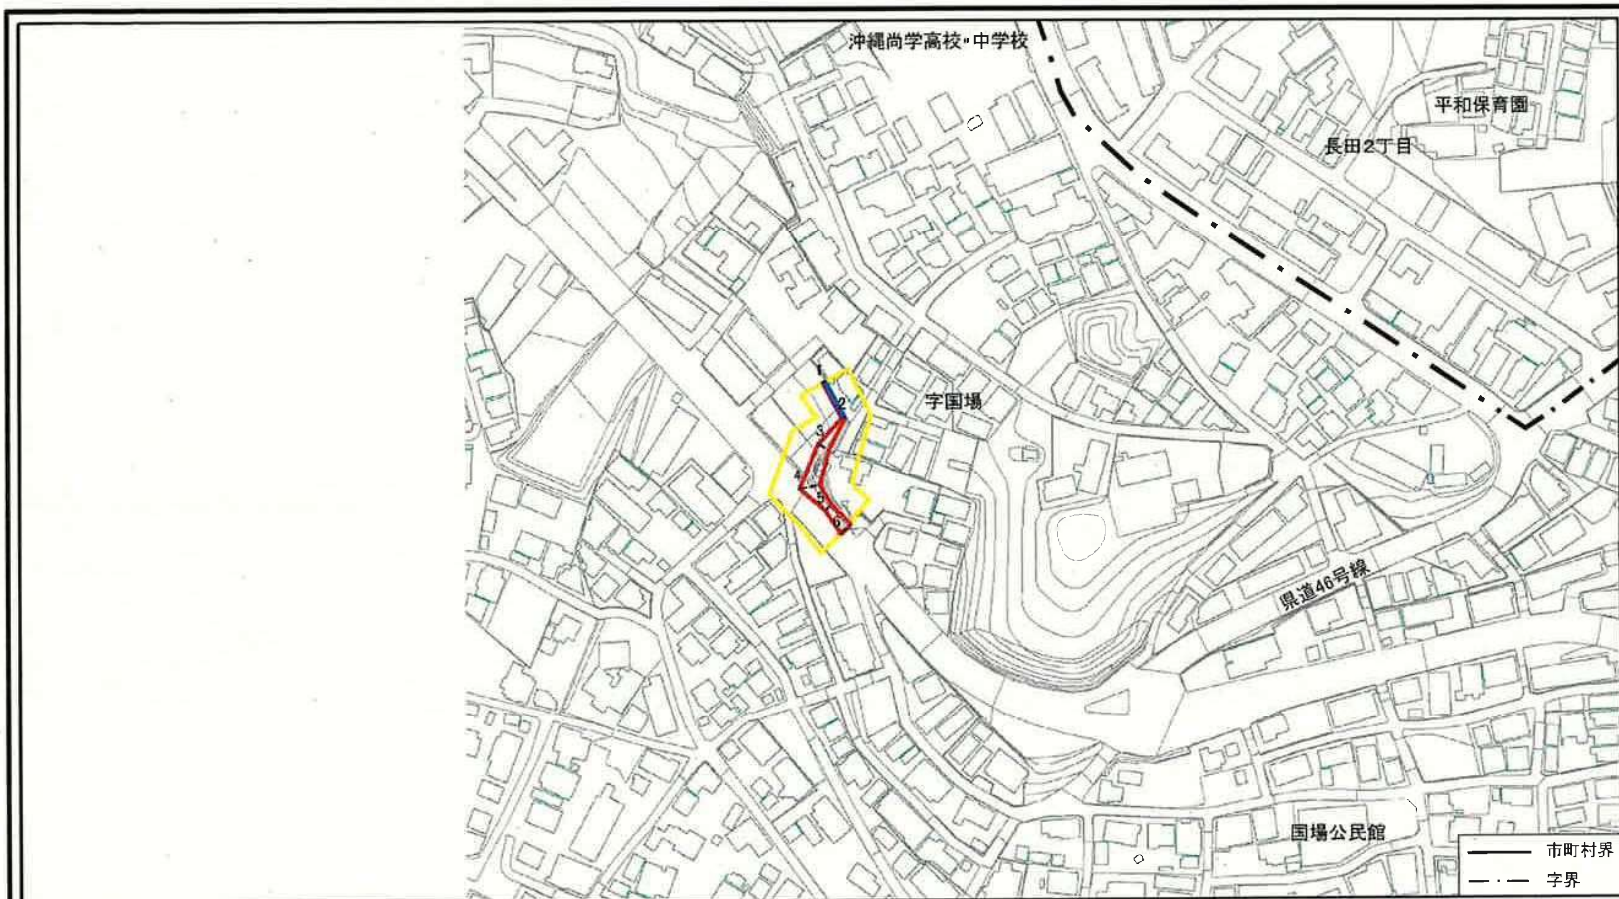 沖縄尚学高校・中学校
平和保育園
長田2丁目
1
2
字国場
3
4
5
6
県道46号線
国場公民館
市町村界
字界